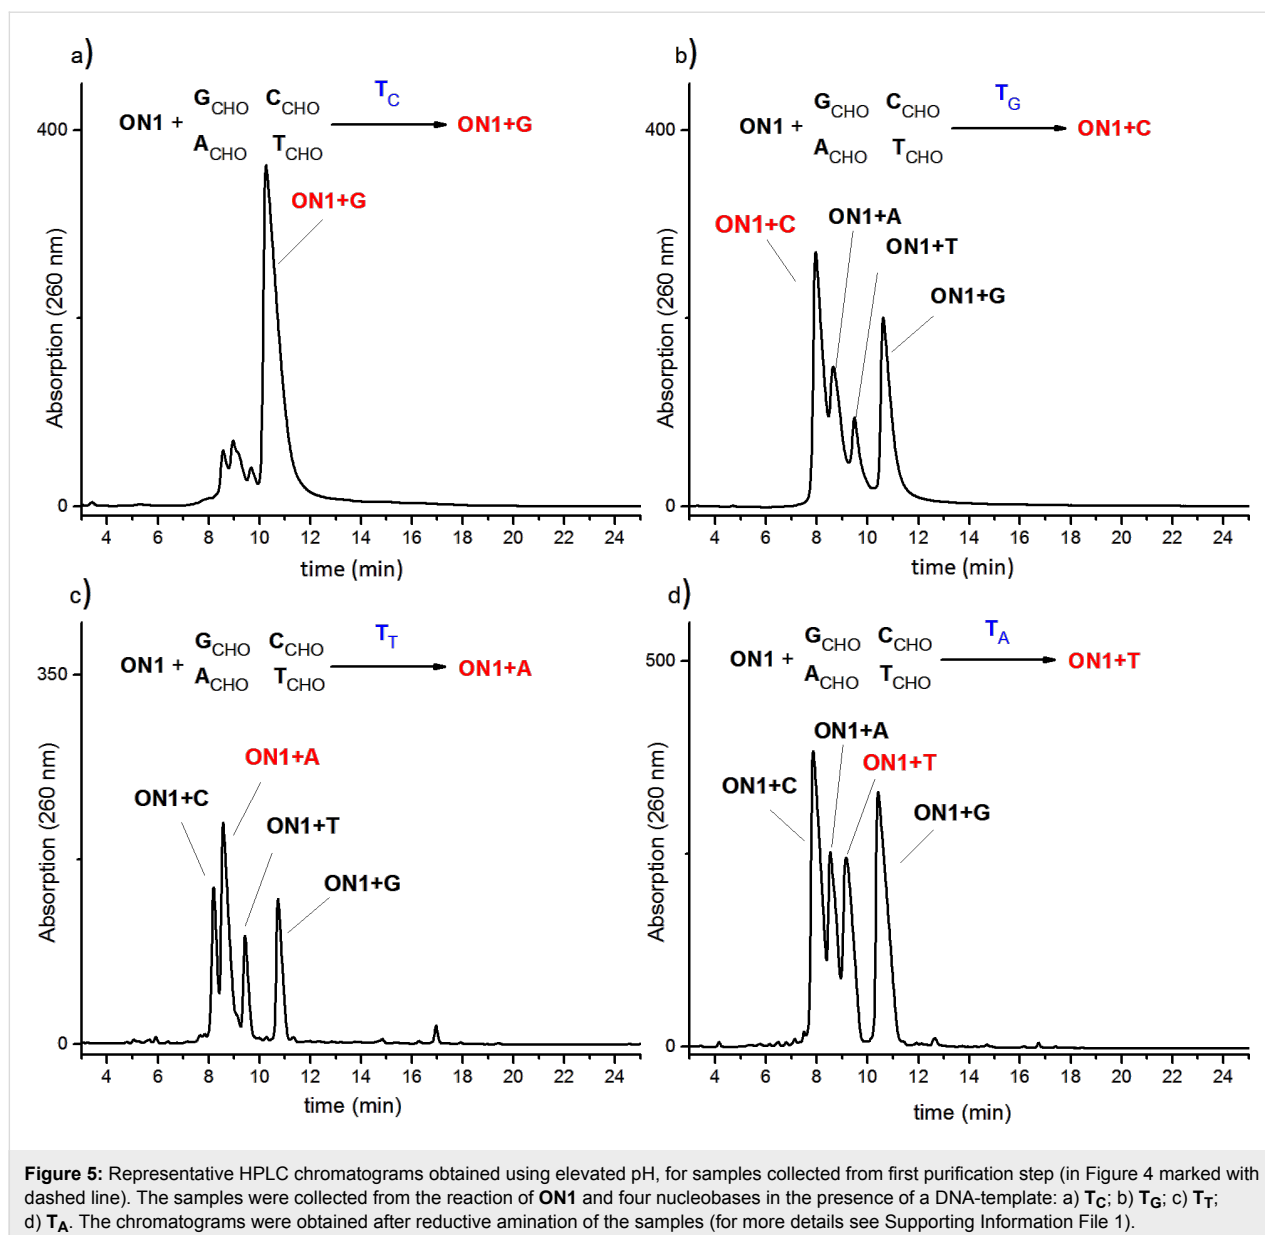 a)
G_CHO C_CHO
T_C
ON1 + ON1+G
A_CHO T_CHO
400
ON1+G
Absorption (260 nm)
0
4 6 8 10 12 14 16 18 20 22 24
time (min)
b)
G_CHO C_CHO
T_G
ON1 + ON1+C
A_CHO T_CHO
400
ON1+C
ON1+A
ON1+T
ON1+G
Absorption (260 nm)
0
4 6 8 10 12 14 16 18 20 22 24
time (min)
c)
G_CHO C_CHO
T_T
ON1 + ON1+A
A_CHO T_CHO
350
ON1+A
ON1+C
ON1+T
ON1+G
Absorption (260 nm)
0
4 6 8 10 12 14 16 18 20 22 24
time (min)
d)
G_CHO C_CHO
T_A
ON1 + ON1+T
A_CHO T_CHO
500
ON1+A
ON1+T
ON1+C
ON1+G
Absorption (260 nm)
0
4 6 8 10 12 14 16 18 20 22 24
time (min)
Figure 5: Representative HPLC chromatograms obtained using elevated pH, for samples collected from first purification step (in Figure 4 marked with
dashed line). The samples were collected from the reaction of ON1 and four nucleobases in the presence of a DNA-template: a) T_C; b) T_G; c) T_T;
d) T_A. The chromatograms were obtained after reductive amination of the samples (for more details see Supporting Information File 1).